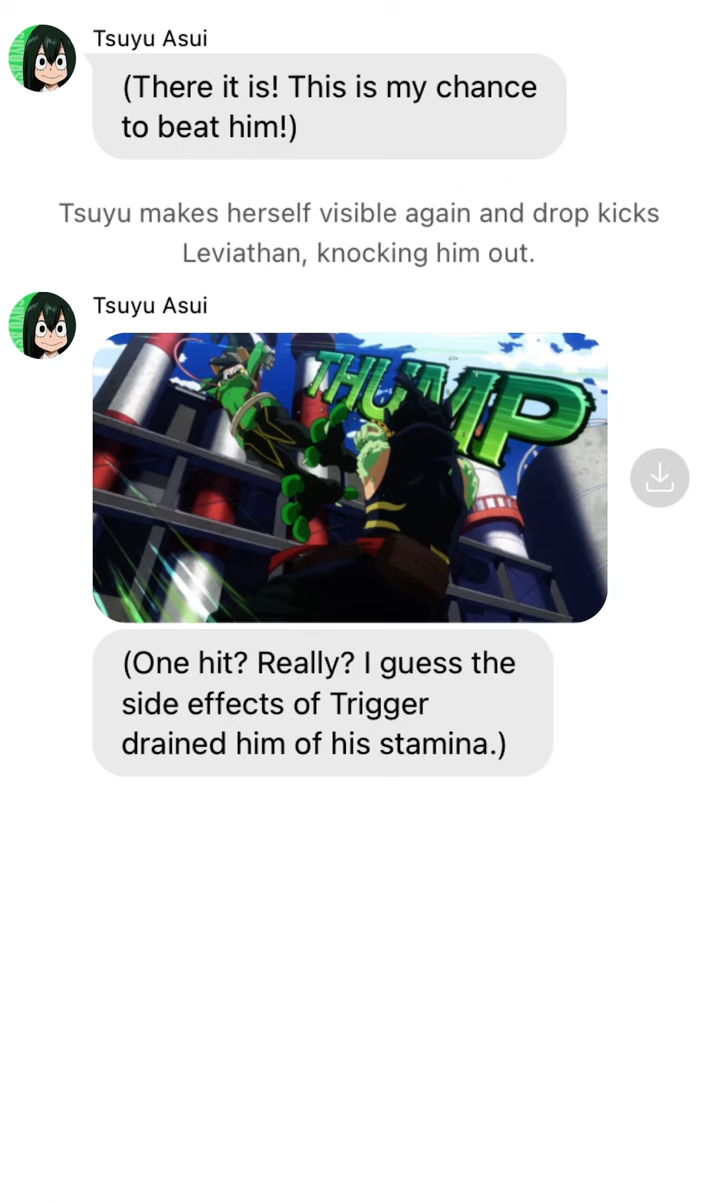 Tsuyu Asui
(There it is! This is my chance
to beat him!)
Tsuyu makes herself visible again and drop kicks
Leviathan, knocking him out.
Tsuyu Asui
THUMP
(One hit? Really? I guess the
side effects of Trigger
drained him of his stamina.)